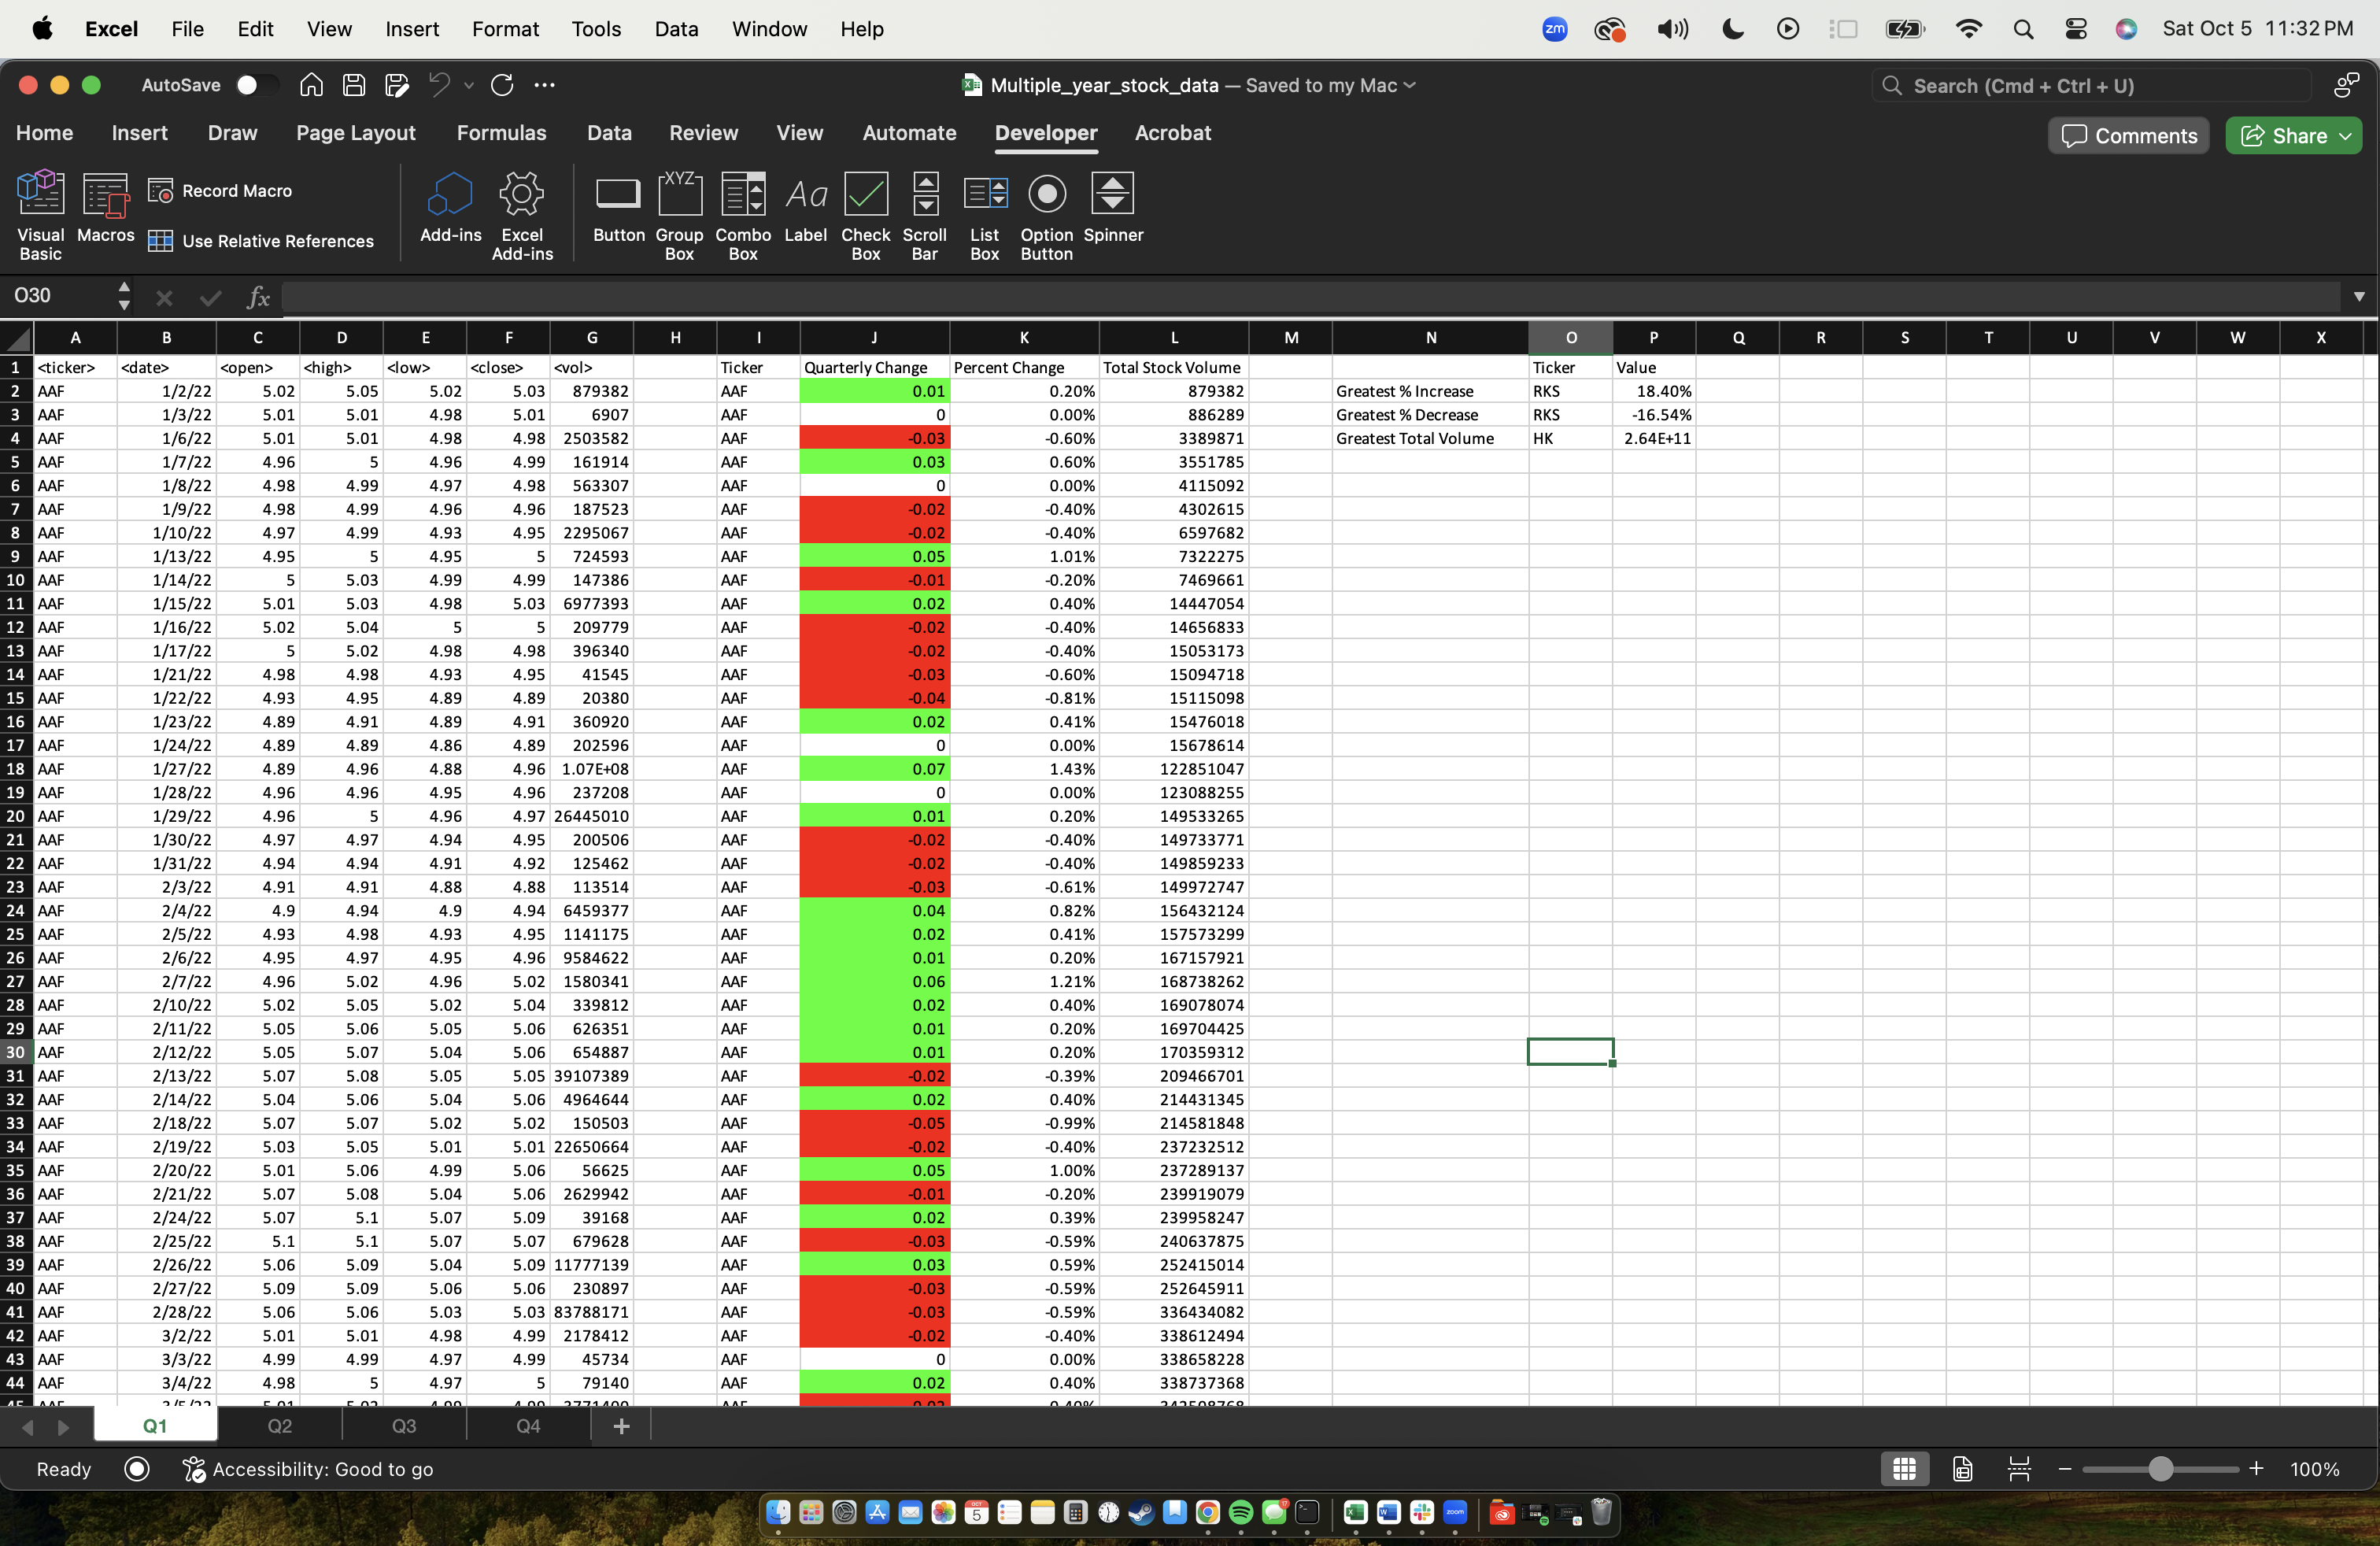 Excel File Edit View Insert Format Tools Data Window Help zm Sat Oct 5 11:32 PM
AutoSave Multiple_year_stock_data — Saved to my Mac Search (Cmd + Ctrl + U)
Home Insert Draw Page Layout Formulas Data Review View Automate Developer Acrobat Comments Share
Visual Basic Macros Record Macro Use Relative References Add-ins Excel Add-ins Button XYZ Group Box Combo Box Aa Label Check Box Scroll Bar List Box Option Button Spinner
O30 fx
A B C D E F G H I J K L M N O P Q R S T U V W X
1 <ticker> <date> <open> <high> <low> <close> <vol> Ticker Quarterly Change Percent Change Total Stock Volume Ticker Value
2 AAF 1/2/22 5.02 5.05 5.02 5.03 879382 AAF 0.01 0.20% 879382 Greatest % Increase RKS 18.40%
3 AAF 1/3/22 5.01 5.01 4.98 5.01 6907 AAF 0 0.00% 886289 Greatest % Decrease RKS -16.54%
4 AAF 1/6/22 5.01 5.01 4.98 4.98 2503582 AAF -0.03 -0.60% 3389871 Greatest Total Volume HK 2.64E+11
5 AAF 1/7/22 4.96 5 4.96 4.99 161914 AAF 0.03 0.60% 3551785
6 AAF 1/8/22 4.98 4.99 4.97 4.98 563307 AAF 0 0.00% 4115092
7 AAF 1/9/22 4.98 4.99 4.96 4.96 187523 AAF -0.02 -0.40% 4302615
8 AAF 1/10/22 4.97 4.99 4.93 4.95 2295067 AAF -0.02 -0.40% 6597682
9 AAF 1/13/22 4.95 5 4.95 5 724593 AAF 0.05 1.01% 7322275
10 AAF 1/14/22 5 5.03 4.99 4.99 147386 AAF -0.01 -0.20% 7469661
11 AAF 1/15/22 5.01 5.03 4.98 5.03 6977393 AAF 0.02 0.40% 14447054
12 AAF 1/16/22 5.02 5.04 5 5 209779 AAF -0.02 -0.40% 14656833
13 AAF 1/17/22 5 5.02 4.98 4.98 396340 AAF -0.02 -0.40% 15053173
14 AAF 1/21/22 4.98 4.98 4.93 4.95 41545 AAF -0.03 -0.60% 15094718
15 AAF 1/22/22 4.93 4.95 4.89 4.89 20380 AAF -0.04 -0.81% 15115098
16 AAF 1/23/22 4.89 4.91 4.89 4.91 360920 AAF 0.02 0.41% 15476018
17 AAF 1/24/22 4.89 4.89 4.86 4.89 202596 AAF 0 0.00% 15678614
18 AAF 1/27/22 4.89 4.96 4.88 4.96 1.07E+08 AAF 0.07 1.43% 122851047
19 AAF 1/28/22 4.96 4.96 4.95 4.96 237208 AAF 0 0.00% 123088255
20 AAF 1/29/22 4.96 5 4.96 4.97 26445010 AAF 0.01 0.20% 149533265
21 AAF 1/30/22 4.97 4.97 4.94 4.95 200506 AAF -0.02 -0.40% 149733771
22 AAF 1/31/22 4.94 4.94 4.91 4.92 125462 AAF -0.02 -0.40% 149859233
23 AAF 2/3/22 4.91 4.91 4.88 4.88 113514 AAF -0.03 -0.61% 149972747
24 AAF 2/4/22 4.9 4.94 4.9 4.94 6459377 AAF 0.04 0.82% 156432124
25 AAF 2/5/22 4.93 4.98 4.93 4.95 1141175 AAF 0.02 0.41% 157573299
26 AAF 2/6/22 4.95 4.97 4.95 4.96 9584622 AAF 0.01 0.20% 167157921
27 AAF 2/7/22 4.96 5.02 4.96 5.02 1580341 AAF 0.06 1.21% 168738262
28 AAF 2/10/22 5.02 5.05 5.02 5.04 339812 AAF 0.02 0.40% 169078074
29 AAF 2/11/22 5.05 5.06 5.05 5.06 626351 AAF 0.01 0.20% 169704425
30 AAF 2/12/22 5.05 5.07 5.04 5.06 654887 AAF 0.01 0.20% 170359312
31 AAF 2/13/22 5.07 5.08 5.05 5.05 39107389 AAF -0.02 -0.39% 209466701
32 AAF 2/14/22 5.04 5.06 5.04 5.06 4964644 AAF 0.02 0.40% 214431345
33 AAF 2/18/22 5.07 5.07 5.02 5.02 150503 AAF -0.05 -0.99% 214581848
34 AAF 2/19/22 5.03 5.05 5.01 5.01 22650664 AAF -0.02 -0.40% 237232512
35 AAF 2/20/22 5.01 5.06 4.99 5.06 56625 AAF 0.05 1.00% 237289137
36 AAF 2/21/22 5.07 5.08 5.04 5.06 2629942 AAF -0.01 -0.20% 239919079
37 AAF 2/24/22 5.07 5.1 5.07 5.09 39168 AAF 0.02 0.39% 239958247
38 AAF 2/25/22 5.1 5.1 5.07 5.07 679628 AAF -0.03 -0.59% 240637875
39 AAF 2/26/22 5.06 5.09 5.04 5.09 11777139 AAF 0.03 0.59% 252415014
40 AAF 2/27/22 5.09 5.09 5.06 5.06 230897 AAF -0.03 -0.59% 252645911
41 AAF 2/28/22 5.06 5.06 5.03 5.03 83788171 AAF -0.03 -0.59% 336434082
42 AAF 3/2/22 5.01 5.01 4.98 4.99 2178412 AAF -0.02 -0.40% 338612494
43 AAF 3/3/22 4.99 4.99 4.97 4.99 45734 AAF 0 0.00% 338658228
44 AAF 3/4/22 4.98 5 4.97 5 79140 AAF 0.02 0.40% 338737368
Q1 Q2 Q3 Q4 +
Ready Accessibility: Good to go 100%
OCT 5 zoom